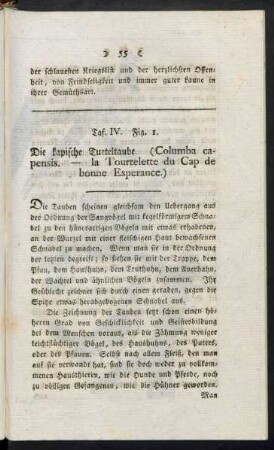 ) 55 (
der schlauesten Kriegslist und der herzlichsten Offen-
heit, von Feindseligkeit und immer guter Laune in
ihrer Gemüthsart.
Taf. IV. Fig. 1.
Die kapische Turteltaube. (Columba ca-
pensis. — la Tourtelette du Cap de
bonne Esperance.)
Die Tauben scheinen gleichsam den Uebergang aus
der Ordnung der Sangvögel mit kegelförmigem Schna-
bel zu den hünerartigen Vögeln mit etwas erhabenen,
an der Wurzel mit einer fleischigen Haut bewachsenen
Schnabel zu machen. Wenn man sie in der Ordnung
der letzten begreift: so stehen sie mit der Trappe, dem
Pfau, dem Haushahn, dem Truthahn, dem Auerhahn,
der Wachtel und ähnlichen Vögeln zusammen. Ihr
Geschlecht zeichnet sich durch einen geraden, gegen die
Spitze etwas herabgebogenen Schnabel aus.
Die Zeichnung der Tauben setzt schon einen hö-
heren Grad von Geschicklichkeit und Geistesbildung
bei dem Menschen voraus, als die Zähmung weniger
leichtflüchtiger Vögel, des Haushuhns, des Puters,
oder des Pfauen. Selbst nach allem Fleiß, den man
auf sie verwandt hat, sind sie doch weder zu vollkom-
menen Hausthieren, wie die Hunde und Pferde, noch
zu völligen Gefangenen, wie die Hühner geworden.
Man